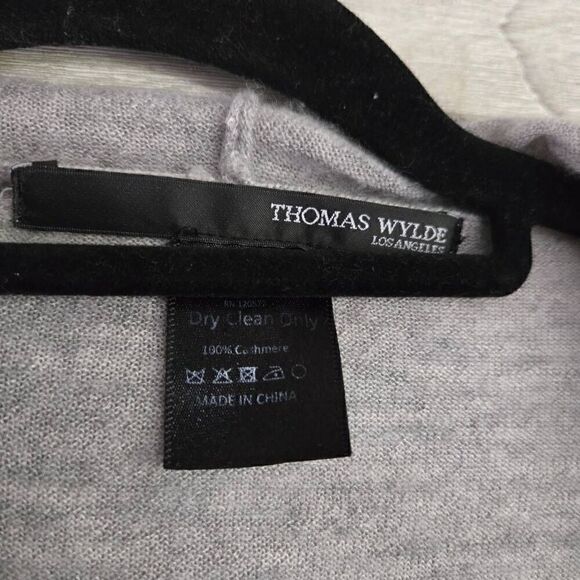 THOMAS WYLDE
LOS ANGELES
Dry Clean Only
100% Cashmere
MADE IN CHINA